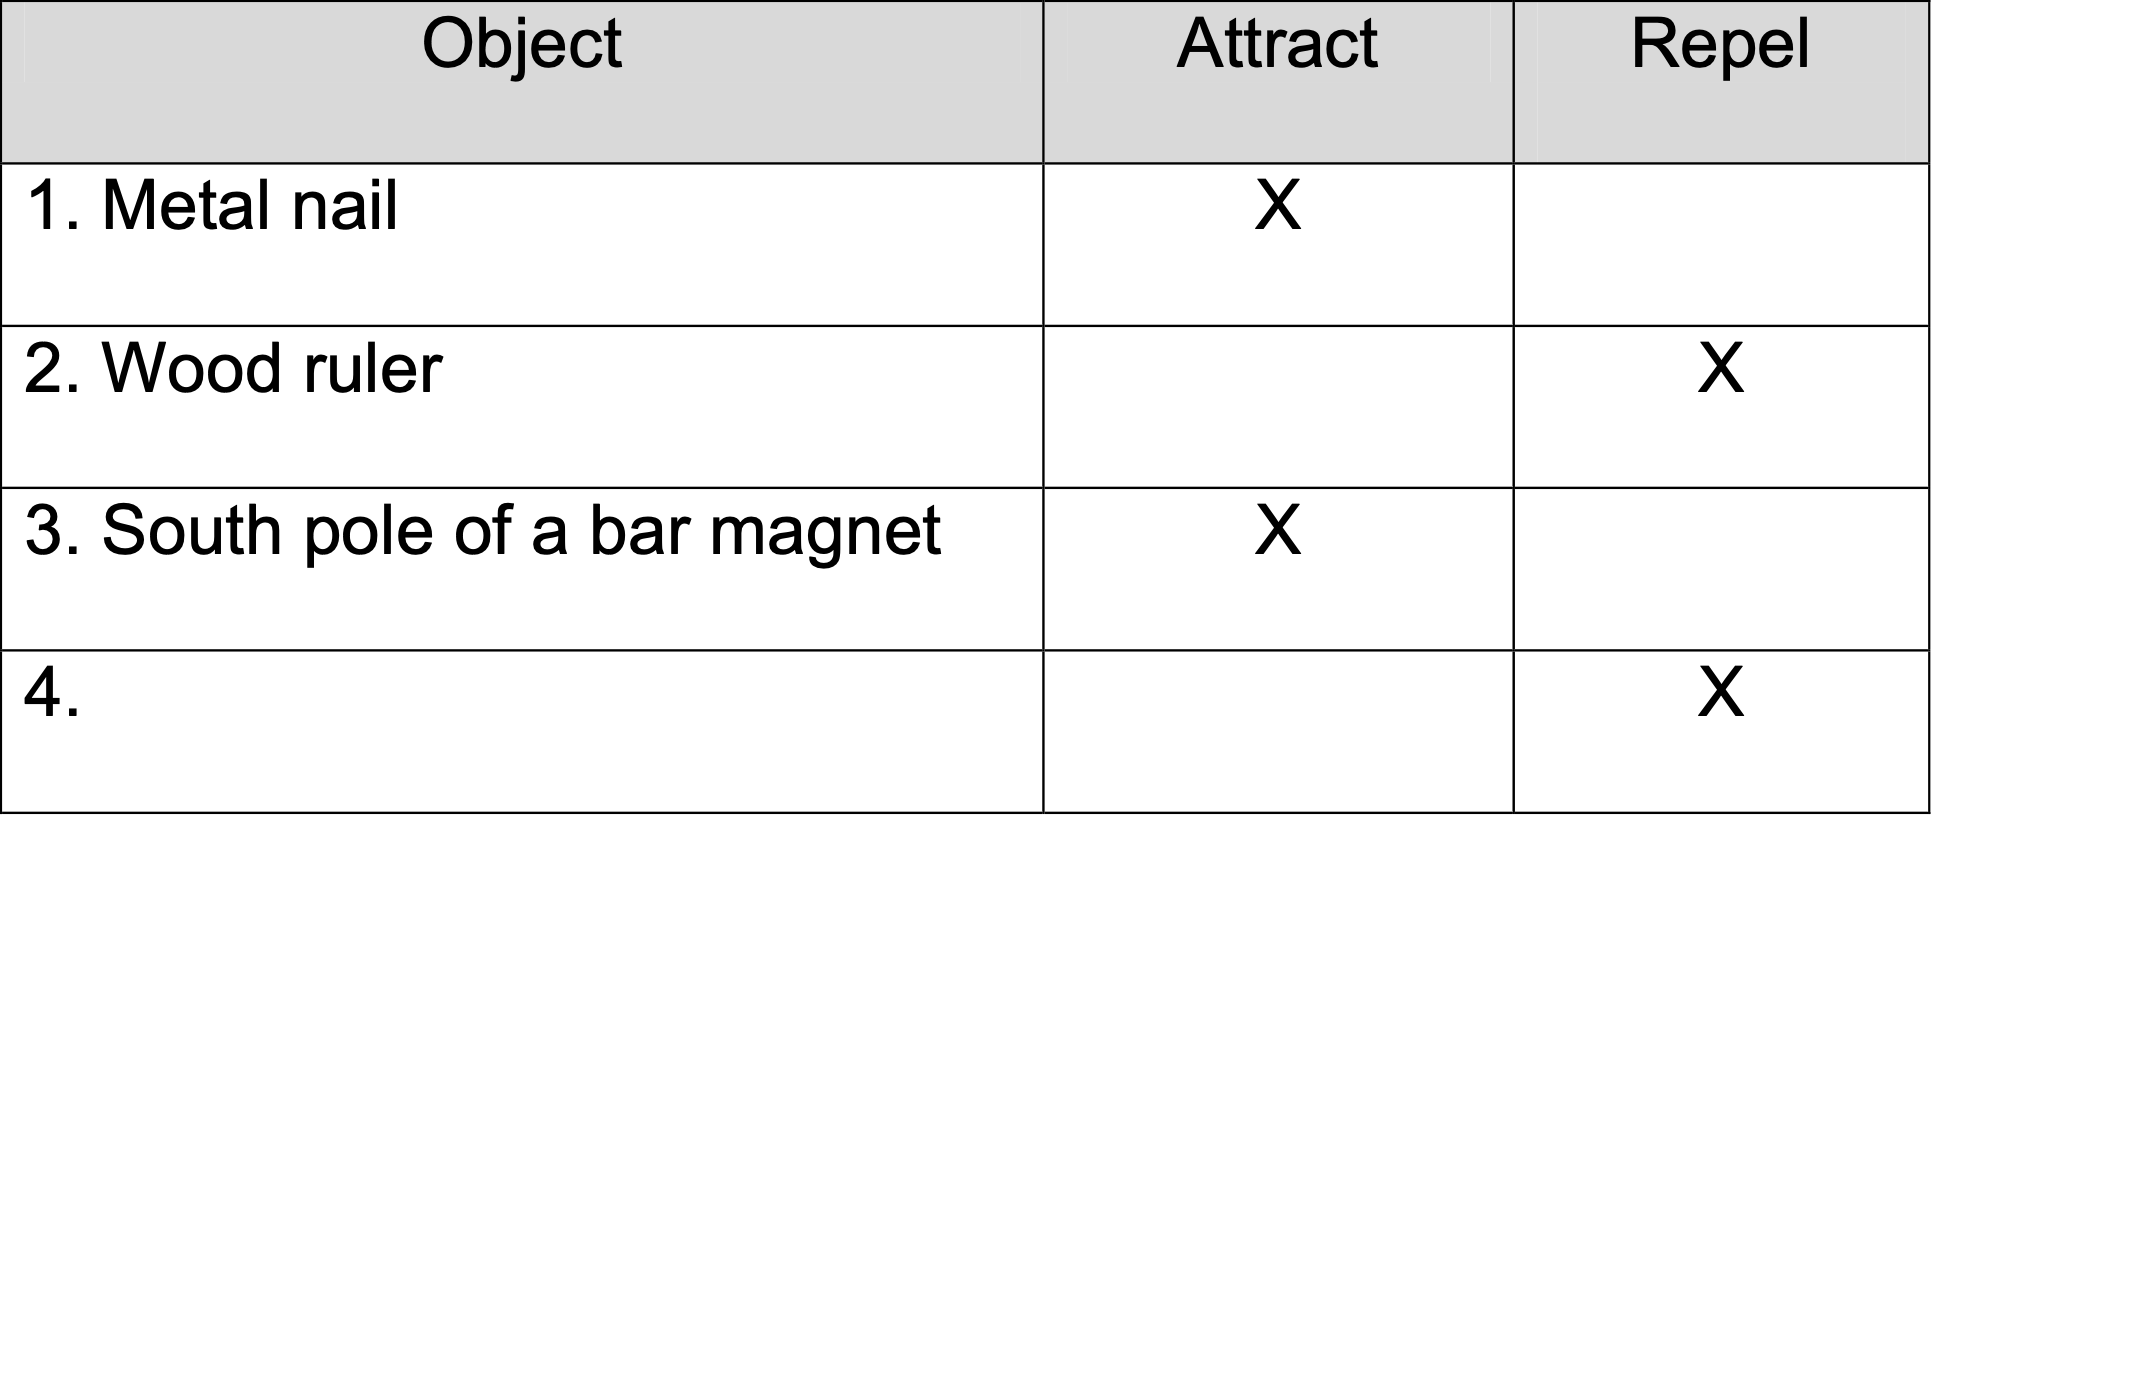 Object Attract Repel
1. Metal nail X
2. Wood ruler X
3. South pole of a bar magnet X
4. X